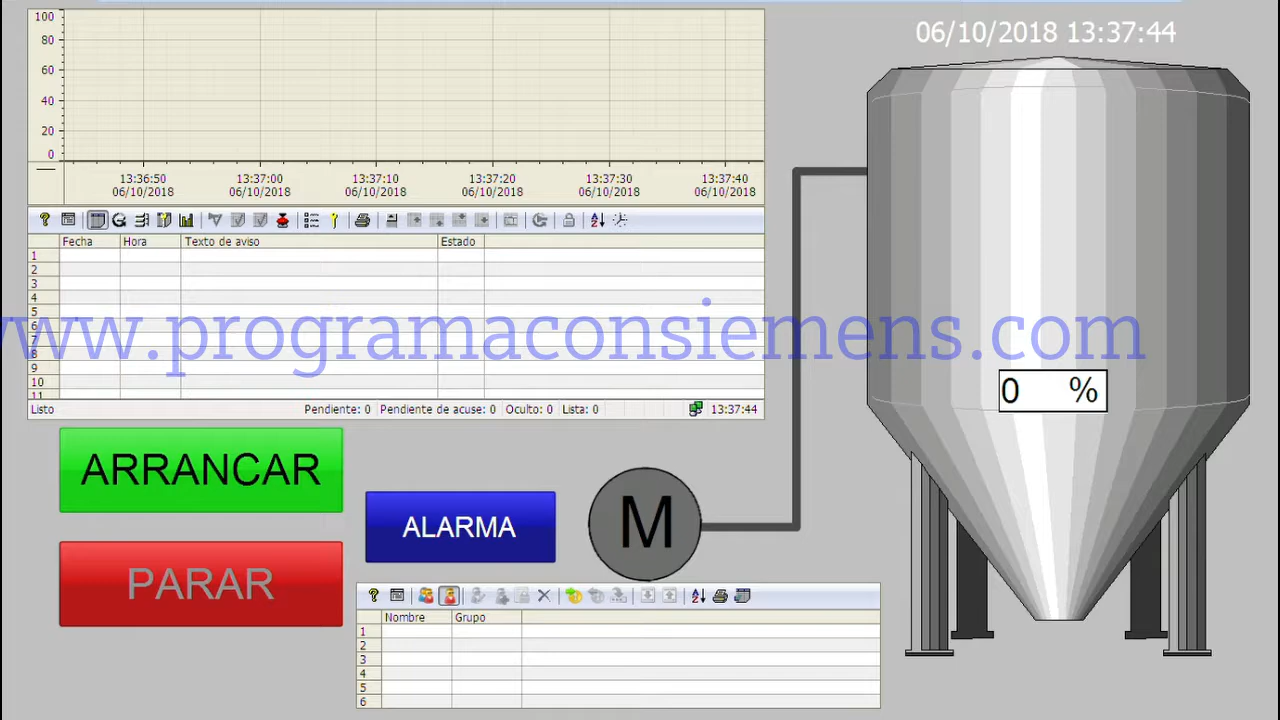 06/10/2018 13:37:44
100
80
60
40
20
0
13:36:50 13:37:00 13:37:10 13:37:20 13:37:30 13:37:40
06/10/2018 06/10/2018 06/10/2018 06/10/2018 06/10/2018 06/10/2018
Fecha Hora Texto de aviso Estado
1
2
3
4
5
6
7
8
9
10
11
www.programaconsiemens.com
Listo Pendiente: 0 Pendiente de acuse: 0 Oculto: 0 Lista: 0 13:37:44
0 %
ARRANCAR
ALARMA
M
PARAR
Nombre Grupo
1
2
3
4
5
6